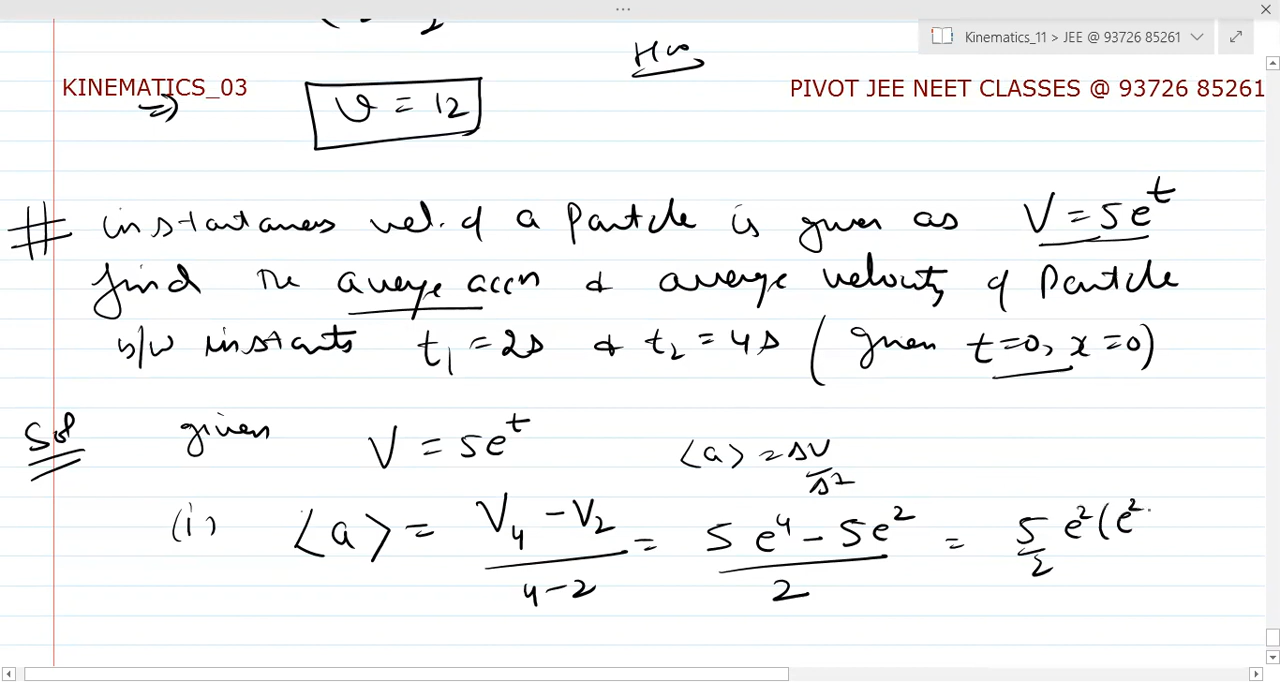 Kinematics_11 > JEE @ 93726 85261
Hw
KINEMATICS_03
PIVOT JEE NEET CLASSES @ 93726 85261
=> v = 12
# instantaneous vel. of a Particle is given as V = 5e^t
find the average accn & average velocity of Particle
b/w instants t₁ = 2s & t₂ = 4s (given t=0, x=0)
Sol given V = 5e^t
⟨a⟩ = ΔV/
(i) ⟨a⟩ = (V₄ - V₂)/(4-2) = (5e⁴ - 5e²)/2 = 5/2 e²(e²